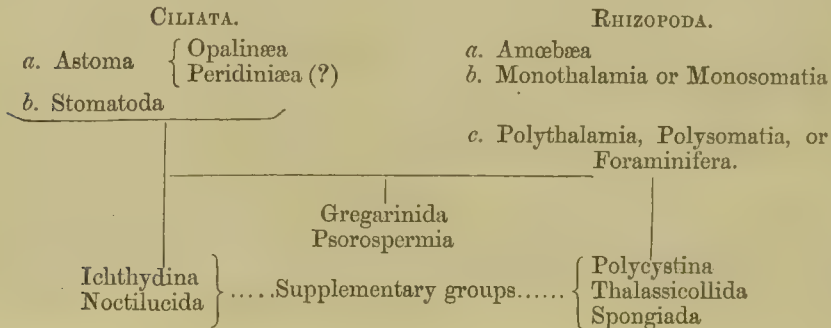 CILIATA.
a. Astoma { Opalinæa
Peridiniæa (?)
b. Stomatoda
RHIZOPODA.
a. Amœbæa
b. Monothalamia or Monosomatia
c. Polythalamia, Polysomatia, or
Foraminifera.
Gregarinida
Psorospermia
Ichthydina
Noctilucida } .....Supplementary groups...... { Polycystina
Thalassicollida
Spongiada